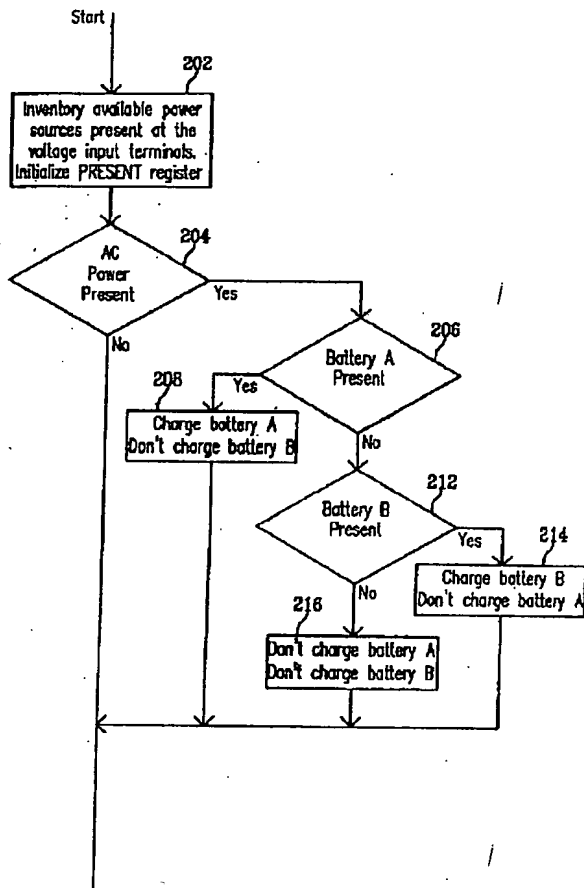 Start
202
Inventory available power
sources present at the
voltage input terminals.
Initialize PRESENT register
204
AC
Power
Present
Yes
No
206
Battery A
Present
Yes
208
Charge battery A
Don't charge battery B
No
212
Battery B
Present
Yes
214
Charge battery B
Don't charge battery A
No
216
Don't charge battery A
Don't charge battery B